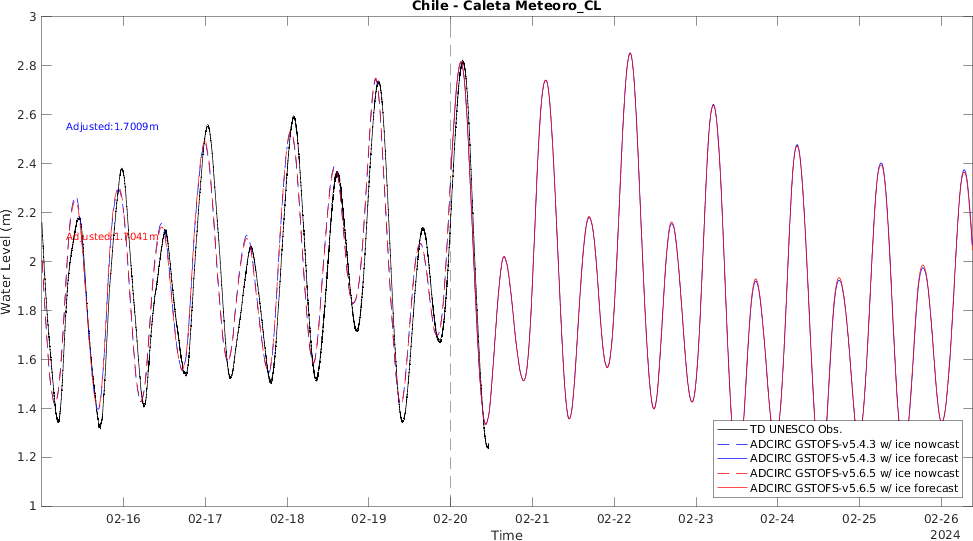 Chile - Caleta Meteoro_CL
3
2.8
2.6
2.4
2.2
2
1.8
1.6
1.4
1.2
1
Water Level (m)
Adjusted:1.7009m
Adjusted:1.7041m
02-16
02-17
02-18
02-19
02-20
02-21
02-22
02-23
02-24
02-25
02-26
2024
Time
TD UNESCO Obs.
ADCIRC GSTOFS-v5.4.3 w/ ice nowcast
ADCIRC GSTOFS-v5.4.3 w/ ice forecast
ADCIRC GSTOFS-v5.6.5 w/ ice nowcast
ADCIRC GSTOFS-v5.6.5 w/ ice forecast